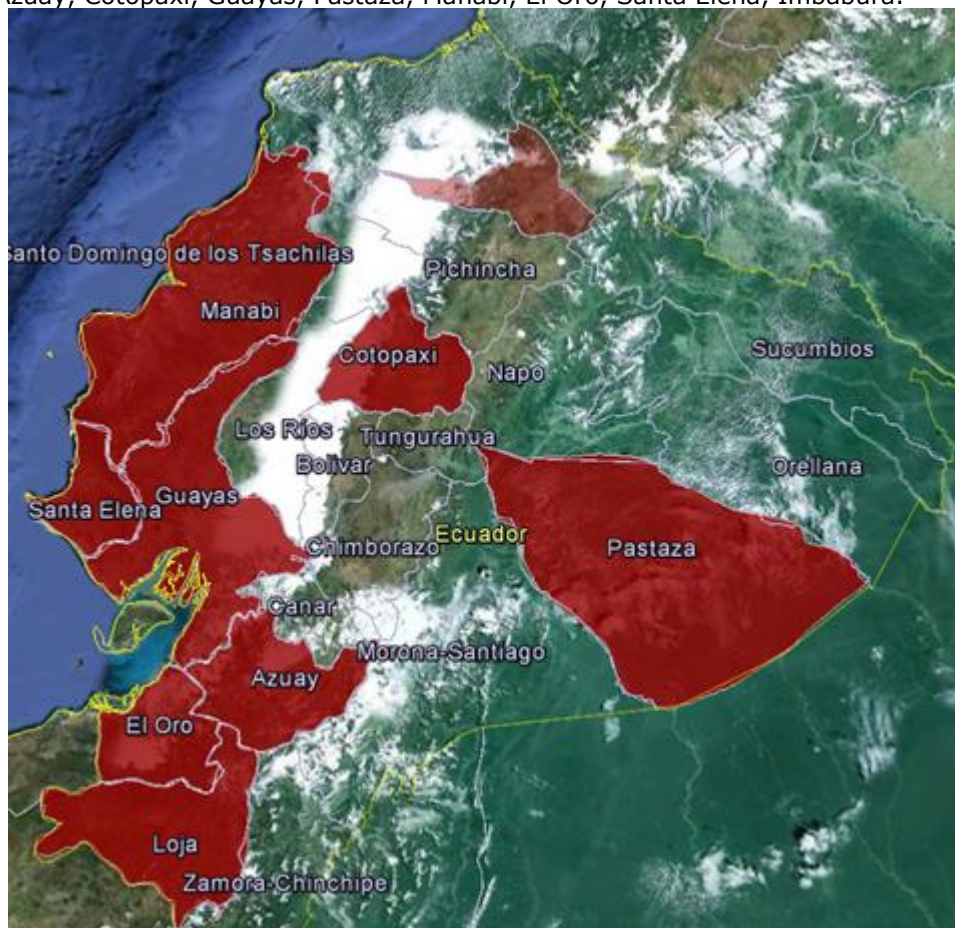 Azuay, Cotopaxi, Guayas, Pastaza, Manabi, El Oro, Santa Elena, Imbabura.
Santo Domingo de los Tsachilas
Pichincha
Manabi
Cotopaxi
Sucumbios
Napo
Los Ríos
Tungurahua
Bolivar
Orellana
Santa Elena
Guayas
Chimborazo
Ecuador
Pastaza
Canar
Morona-Santiago
Azuay
El Oro
Loja
Zamora-Chinchipe